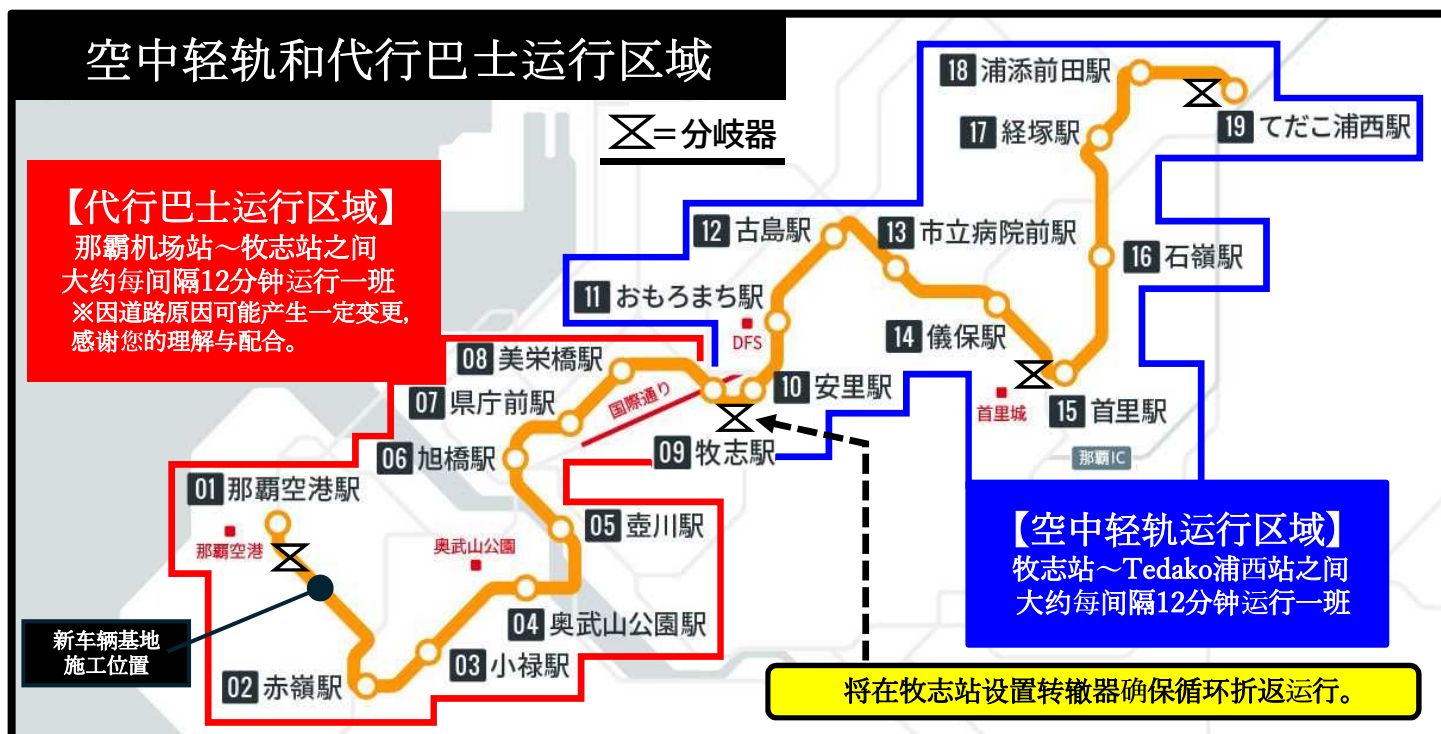 空中轻轨和代行巴士运行区域
=分岐器
【代行巴士运行区域】
那霸机场站～牧志站之间
大约每间隔12分钟运行一班
※因道路原因可能产生一定变更,
感谢您的理解与配合。
18 浦添前田駅
19 てだこ浦西駅
17 経塚駅
12 古島駅
13 市立病院前駅
16 石嶺駅
11 おもろまち駅
DFS
14 儀保駅
08 美栄橋駅
10 安里駅
首里城
15 首里駅
07 県庁前駅
国際通り
09 牧志駅
那覇IC
06 旭橋駅
01 那覇空港駅
那覇空港
05 壺川駅
奥武山公園
04 奥武山公園駅
03 小禄駅
02 赤嶺駅
新车辆基地
施工位置
【空中轻轨运行区域】
牧志站～Tedako浦西站之间
大约每间隔12分钟运行一班
将在牧志站设置转辙器确保循环折返运行。